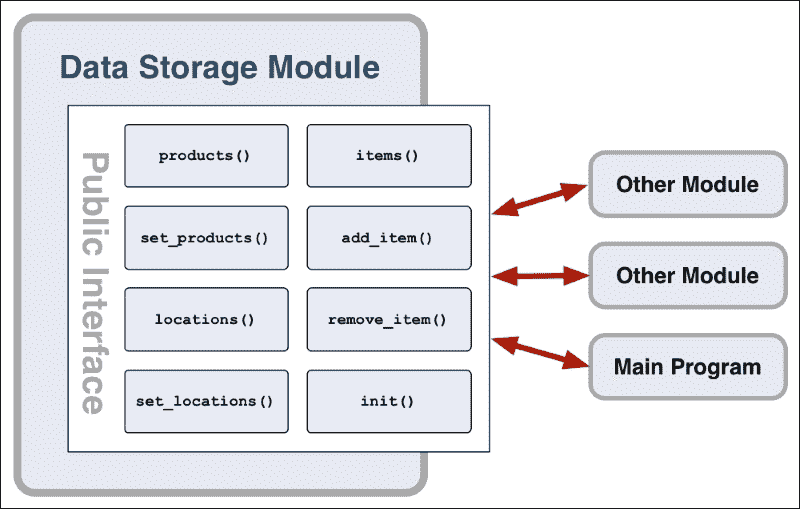 Data Storage Module
Public Interface
products()
items()
set_products()
add_item()
locations()
remove_item()
set_locations()
init()
Other Module
Other Module
Main Program